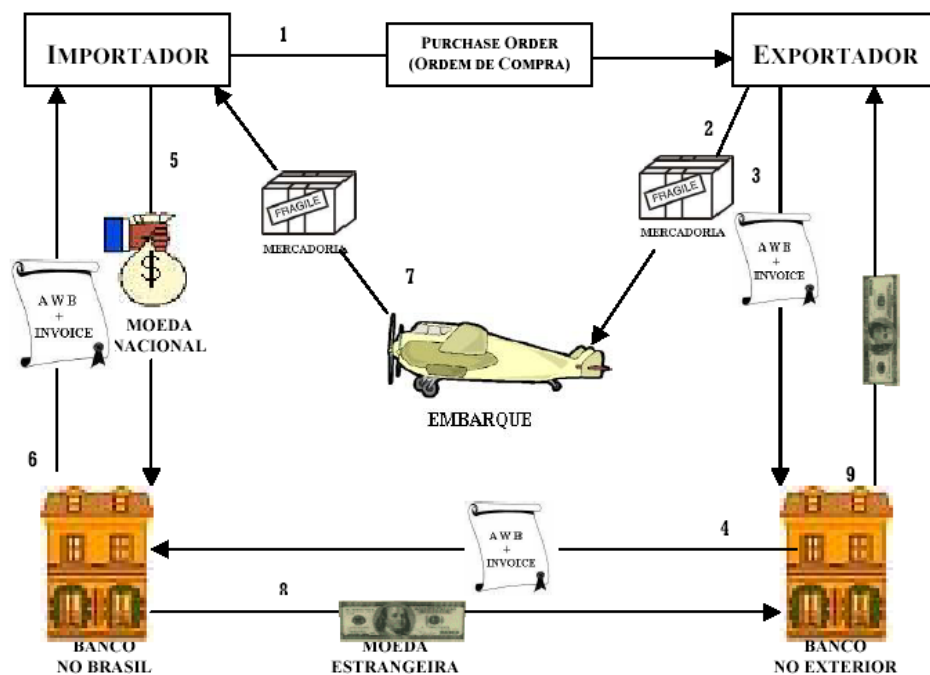 1
PURCHASE ORDER
(ORDEM DE COMPRA)
IMPORTADOR
EXPORTADOR
2
3
5
FRAGILE
MERCADORIA
FRAGILE
MERCADORIA
A W B
+
INVOICE
7
A W B
+
INVOICE
$
MOEDA
NACIONAL
EMBARQUE
6
9
4
A W B
+
INVOICE
8
BANCO
NO BRASIL
MOEDA
ESTRANGEIRA
BANCO
NO EXTERIOR